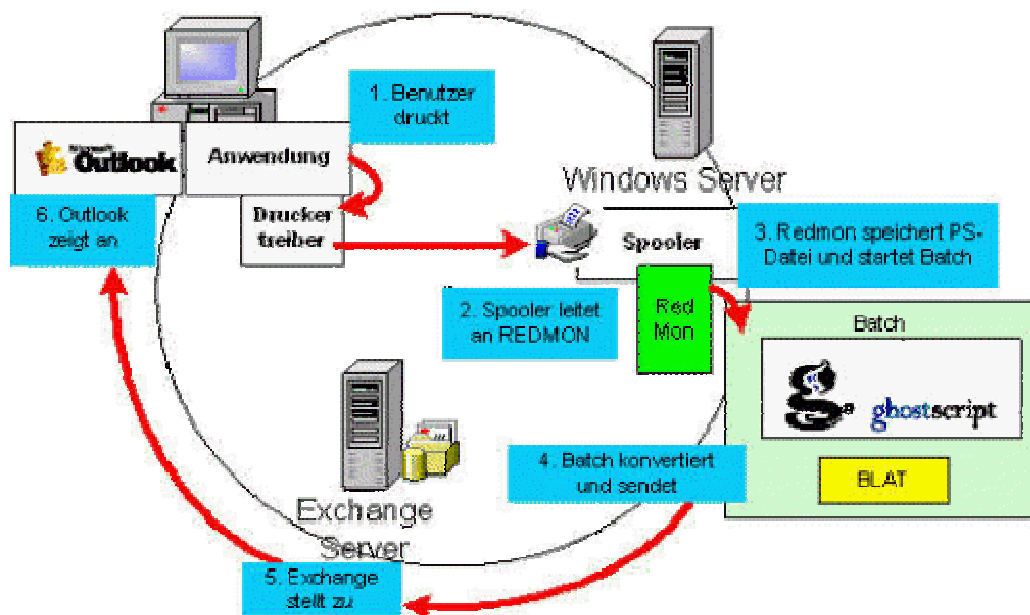 1. Benutzer
druckt
Microsoft
Outlook
Anwendung
Windows Server
6. Outlook
zeigt an
Drucker
treiber
Spooler
3. Redmon speichert PS-
Datei und startet Batch
2. Spooler leitet
an REDMON
Red
Mon
Batch
ghostscript
4. Batch konvertiert
und sendet
BLAT
Exchange
Server
5. Exchange
stellt zu